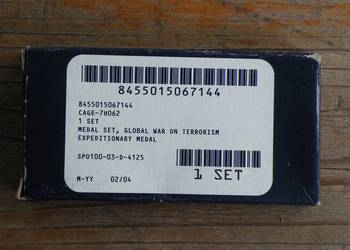 8455015067144
8455015067144
CAGE-7H062
1 SET
MEDAL SET, GLOBAL WAR ON TERRORISM
EXPEDITIONARY MEDAL
SPO100-03-D-4125
1 SET
M-YY 02/04